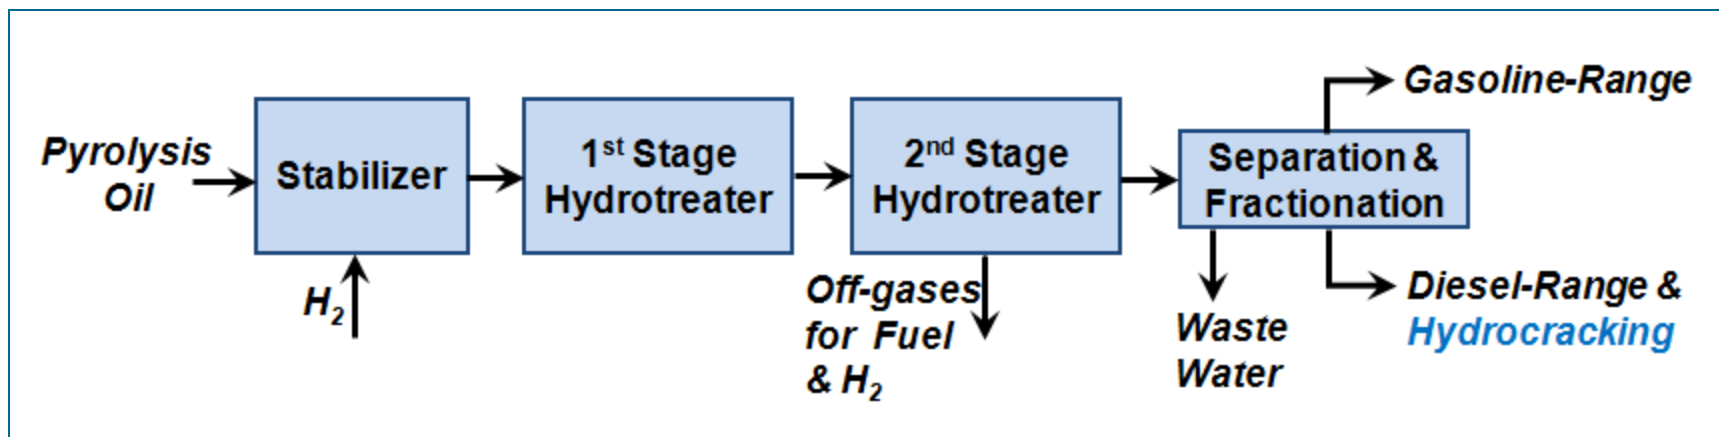 Pyrolysis
Oil
Stabilizer
H2
1st Stage
Hydrotreater
2nd Stage
Hydrotreater
Off-gases
for Fuel
& H2
Separation &
Fractionation
Gasoline-Range
Waste
Water
Diesel-Range &
Hydrocracking